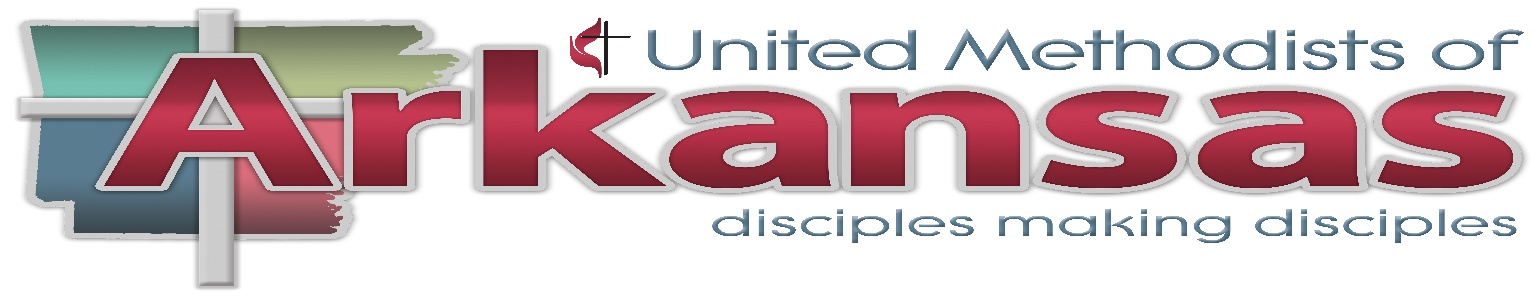 United Methodists of
Arkansas
disciples making disciples